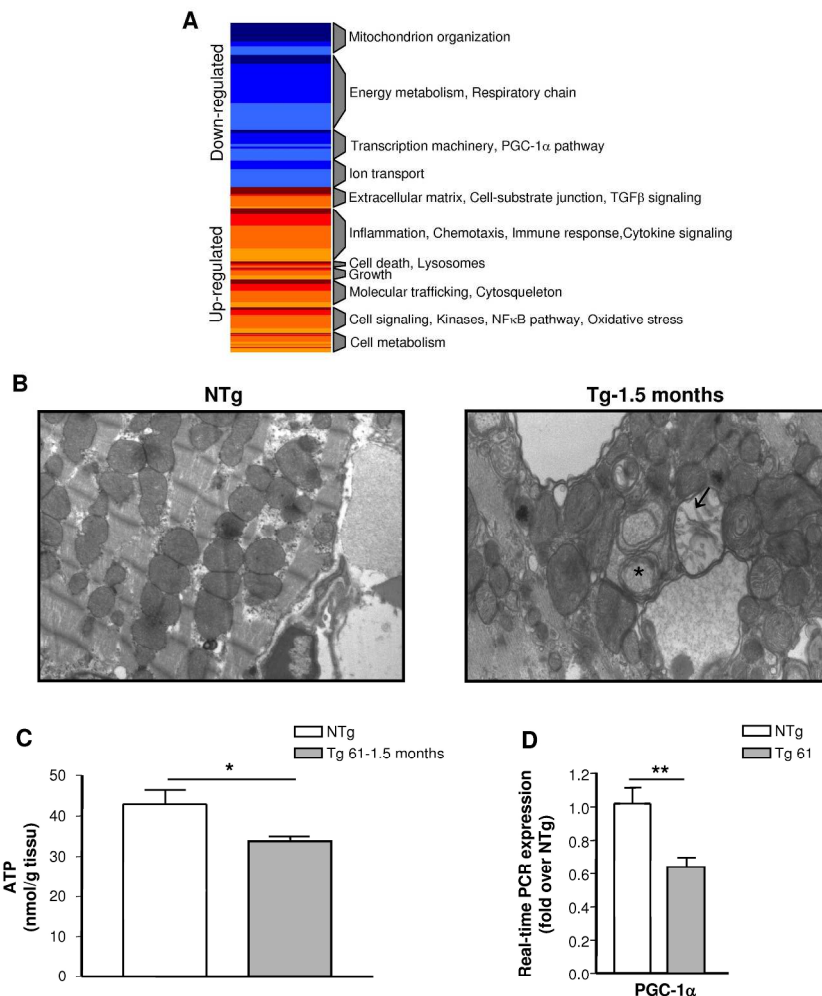 A
Down-regulated
Up-regulated
Mitochondrion organization
Energy metabolism, Respiratory chain
Transcription machinery, PGC-1α pathway
Ion transport
Extracellular matrix, Cell-substrate junction, TGFβ signaling
Inflammation, Chemotaxis, Immune response,Cytokine signaling
Cell death, Lysosomes
Growth
Molecular trafficking, Cytosqueleton
Cell signaling, Kinases, NFκB pathway, Oxidative stress
Cell metabolism
B
NTg
Tg-1.5 months
*
C
NTg
Tg 61-1.5 months
*
ATP
(nmol/g tissu)
50
40
30
20
10
0
D
NTg
Tg 61
**
Real-time PCR expression
(fold over NTg)
1.2
1.0
0.8
0.6
0.4
0.2
0.0
PGC-1α